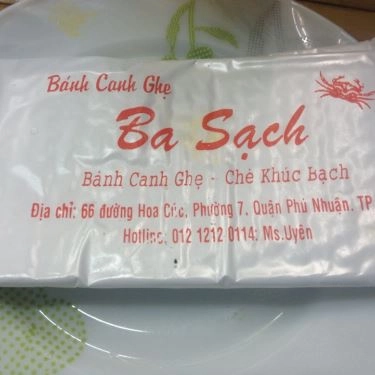 Bánh Canh Ghẹ
Ba Sạch
Bánh Canh Ghẹ - Chè Khúc Bạch
Địa chỉ: 66 đường Hoa Cúc, Phường 7, Quận Phú Nhuận, TP
Hotline: 012 1212 0114: Ms.Uyên